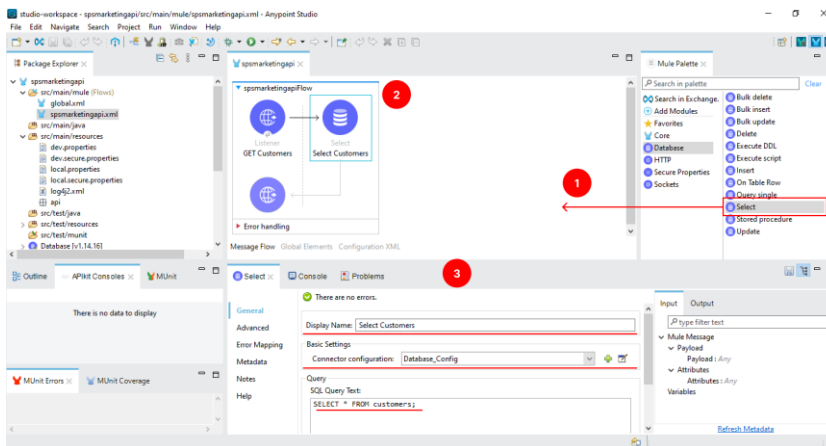 studio-workspace - spsmarketingapi/src/main/mule/spsmarketingapi.xml - Anypoint Studio
File Edit Navigate Search Project Run Window Help
Package Explorer
spsmarketingapi
src/main/mule (Flows)
global.xml
spsmarketingapi.xml
src/main/java
src/main/resources
dev.properties
dev.secure.properties
local.properties
local.secure.properties
log4j2.xml
api
src/test/java
src/test/resources
src/test/munit
Database [v1.14.16]
spsmarketingapi
spsmarketingapiFlow
Listener
GET Customers
Select
Select Customers
Error handling
Message Flow Global Elements Configuration XML
1
2
Mule Palette
Search in palette
Clear
Search in Exchange.
Add Modules
Favorites
Core
Database
HTTP
Secure Properties
Sockets
Bulk delete
Bulk insert
Bulk update
Delete
Execute DDL
Execute script
Insert
On Table Row
Query single
Select
Stored procedure
Update
Outline
APIkit Consoles
MUnit
There is no data to display
MUnit Errors
MUnit Coverage
Select
Console
Problems
3
There are no errors.
General
Advanced
Error Mapping
Metadata
Notes
Help
Display Name: Select Customers
Basic Settings
Connector configuration: Database_Config
Query
SQL Query Text:
SELECT * FROM customers;
Input Output
type filter text
Mule Message
Payload
Payload : Any
Attributes
Attributes : Any
Variables
Refresh Metadata